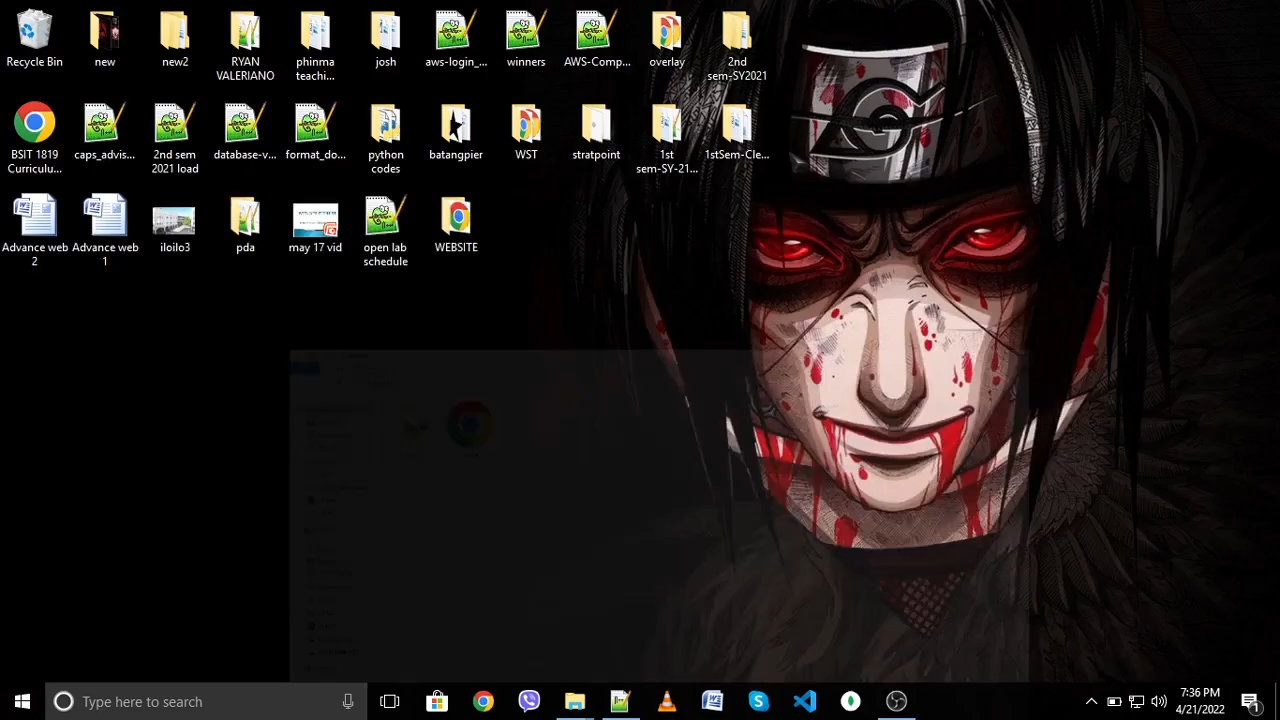 Recycle Bin
new
new2
RYAN
VALERIANO
phinma
teachi...
josh
aws-login_...
winners
AWS-Comp...
overlay
2nd
sem-SY2021
BSIT 1819
Curriculu...
caps_advis...
2nd sem
2021 load
database-v...
format_do...
python
codes
batangpier
WST
stratpoint
1st
sem-SY-21...
1stSem-Cle...
Advance web
2
Advance web
1
iloilo3
pda
may 17 vid
open lab
schedule
WEBSITE
Type here to search
7:36 PM
4/21/2022
1